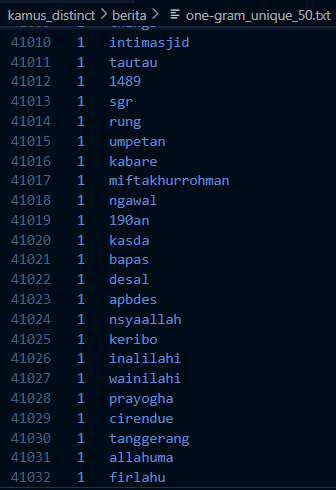 kamus_distinct > berita > one-gram_unique_50.txt
41010 1 intimasjid
41011 1 tautau
41012 1 1489
41013 1 sgr
41014 1 rung
41015 1 umpetan
41016 1 kabare
41017 1 miftakhurrohman
41018 1 ngawal
41019 1 190an
41020 1 kasda
41021 1 bapas
41022 1 desal
41023 1 apbdes
41024 1 nsyaallah
41025 1 keribo
41026 1 inalilahi
41027 1 wainilahi
41028 1 prayogha
41029 1 cirendue
41030 1 tanggerang
41031 1 allahuma
41032 1 firlahu